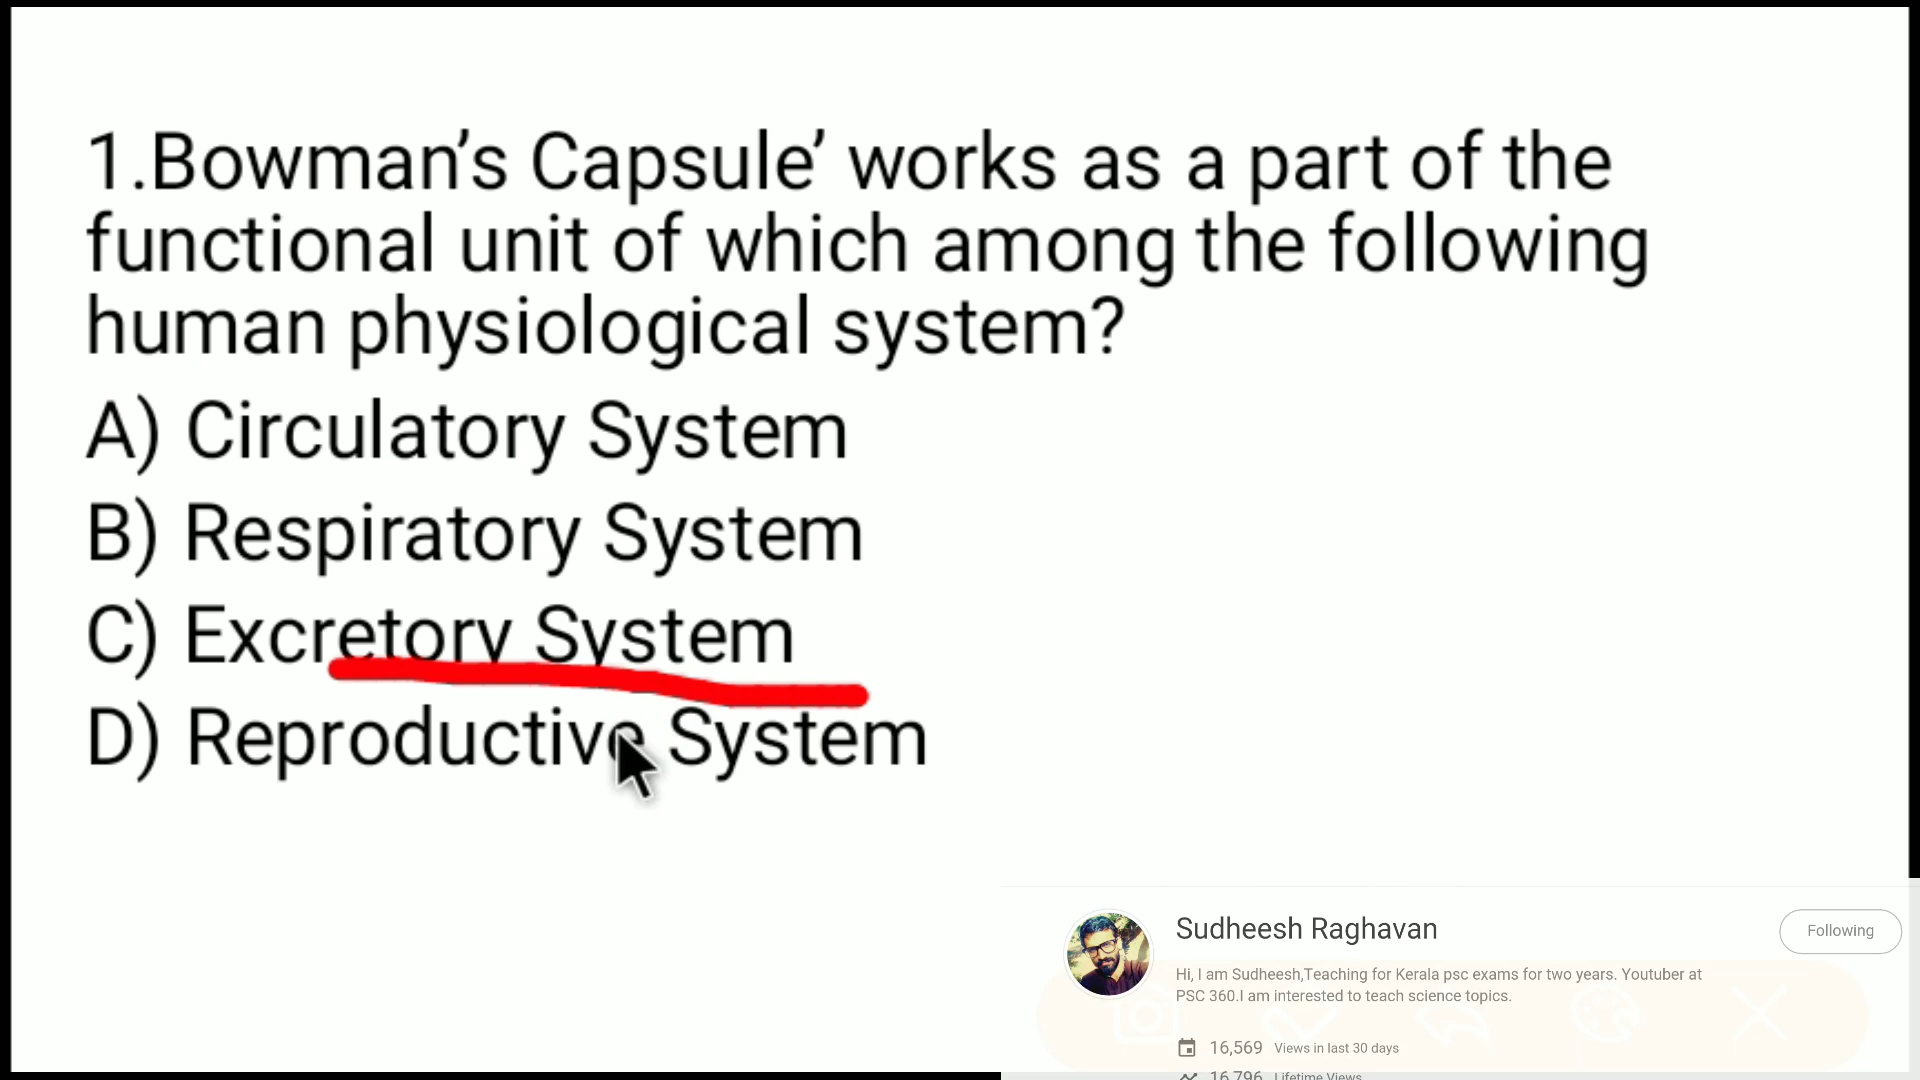 1.Bowman’s Capsule’ works as a part of the
functional unit of which among the following
human physiological system?
A) Circulatory System
B) Respiratory System
C) Excretory System
D) Reproductive System
Sudheesh Raghavan
Following
Hi, I am Sudheesh,Teaching for Kerala psc exams for two years. Youtuber at
PSC 360.I am interested to teach science topics.
16,569 Views in last 30 days
16,796 Lifetime Views